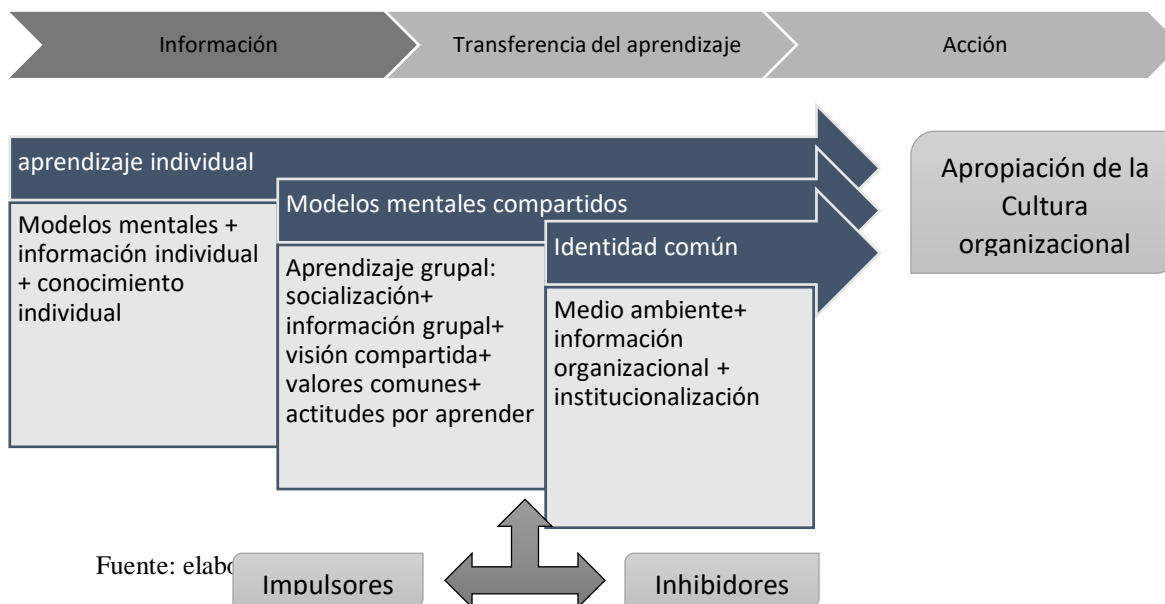 Información
Transferencia del aprendizaje
Acción
aprendizaje individual
Modelos mentales +
información individual
+ conocimiento
individual
Modelos mentales compartidos
Aprendizaje grupal:
socialización+
información grupal+
visión compartida+
valores comunes+
actitudes por aprender
Identidad común
Medio ambiente+
información
organizacional +
institucionalización
Apropiación de la
Cultura
organizacional
Fuente:
Impulsores
Inhibidores